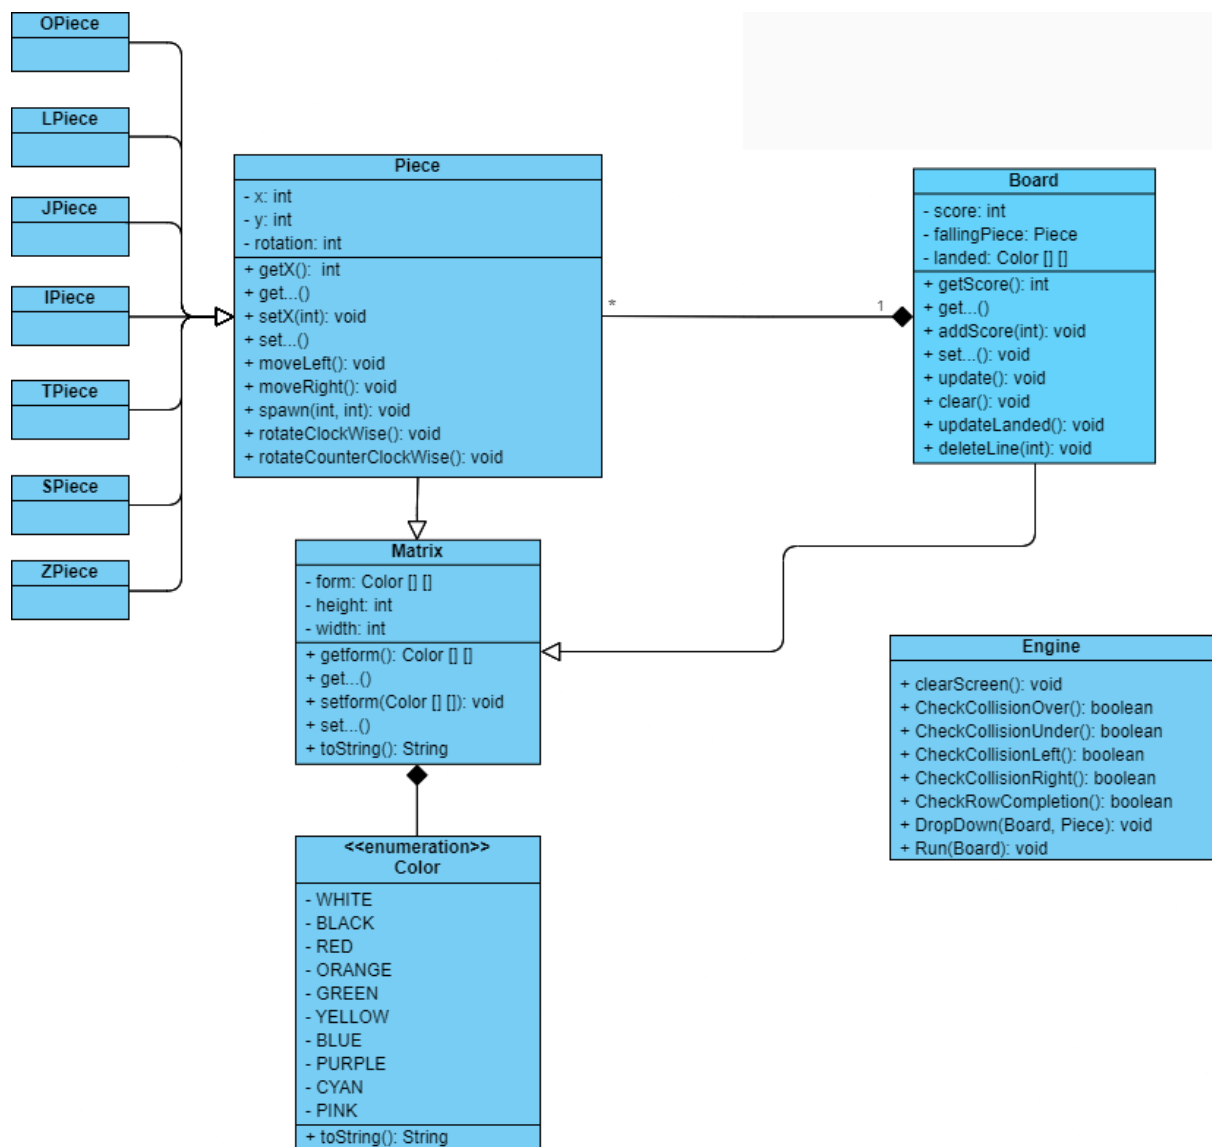 OPiece
LPiece
JPiece
IPiece
TPiece
SPiece
ZPiece
Piece
- x: int
- y: int
- rotation: int
+ getX():  int
+ get...()
+ setX(int): void
+ set...()
+ moveLeft(): void
+ moveRight(): void
+ spawn(int, int): void
+ rotateClockWise(): void
+ rotateCounterClockWise(): void
*
1
Board
- score: int
- fallingPiece: Piece
- landed: Color [] []
+ getScore(): int
+ get...()
+ addScore(int): void
+ set...(): void
+ update(): void
+ clear(): void
+ updateLanded(): void
+ deleteLine(int): void
Matrix
- form: Color [] []
- height: int
- width: int
+ getform(): Color [] []
+ get...()
+ setform(Color [] []): void
+ set...()
+ toString(): String
Engine
+ clearScreen(): void
+ CheckCollisionOver(): boolean
+ CheckCollisionUnder(): boolean
+ CheckCollisionLeft(): boolean
+ CheckCollisionRight(): boolean
+ CheckRowCompletion(): boolean
+ DropDown(Board, Piece): void
+ Run(Board): void
<<enumeration>>
Color
- WHITE
- BLACK
- RED
- ORANGE
- GREEN
- YELLOW
- BLUE
- PURPLE
- CYAN
- PINK
+ toString(): String